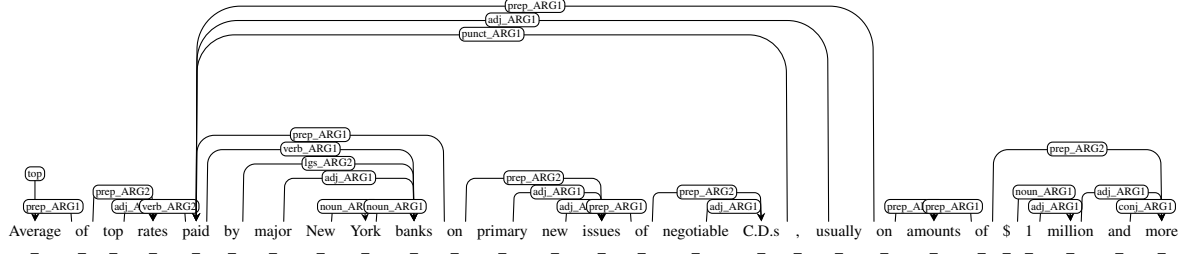 prep_ARG1
adj_ARG1
punct_ARG1
prep_ARG1
verb_ARG1
lgs_ARG2
adj_ARG1
prep_ARG2
top
prep_ARG2
prep_ARG2
adj_ARG1
prep_ARG2
noun_ARG1
adj_ARG1
prep_ARG1
verb_ARG2
noun_ARG1
prep_ARG1
adj_ARG1
prep_ARG1
adj_ARG1
conj_ARG1
Average of top rates paid by major New York banks on primary new issues of negotiable C.D.s , usually on amounts of $ 1 million and more
_ _ _ _ _ _ _ _ _ _ _ _ _ _ _ _ _ _ _ _ _ _ _ _ _ _ _